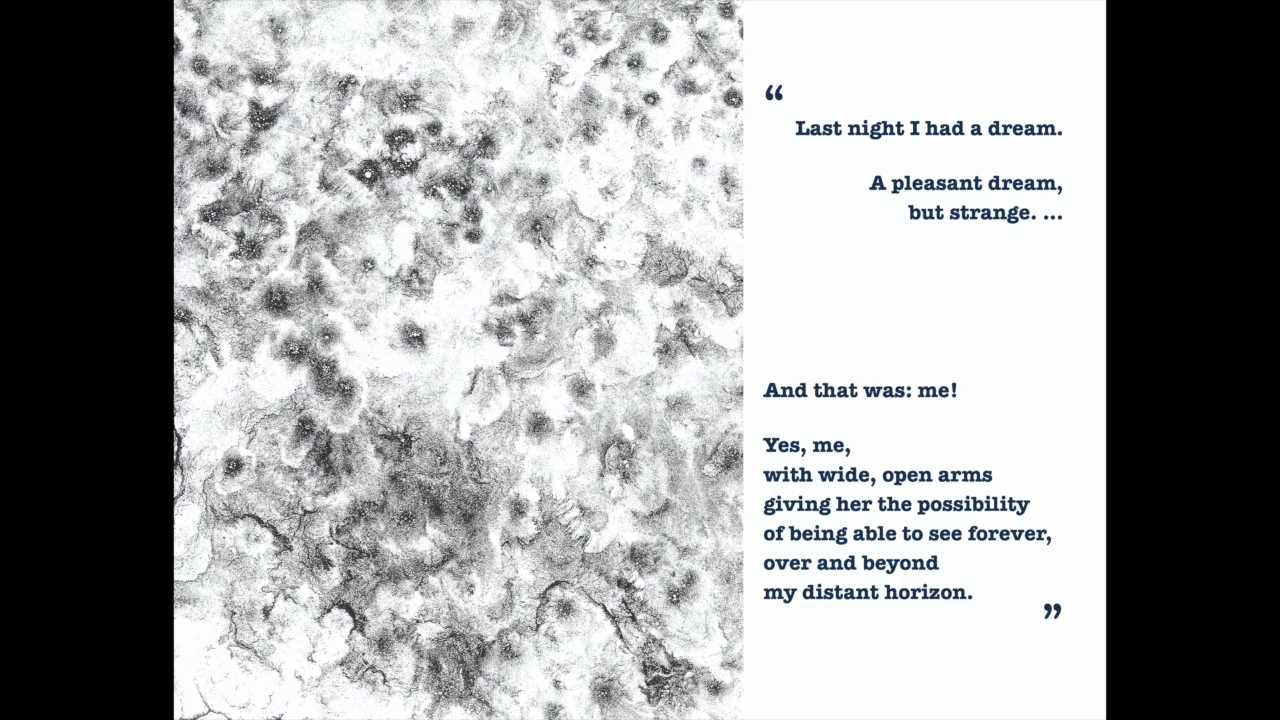 “
Last night I had a dream.
A pleasant dream,
but strange. ...
And that was: me!
Yes, me,
with wide, open arms
giving her the possibility
of being able to see forever,
over and beyond
my distant horizon.
”